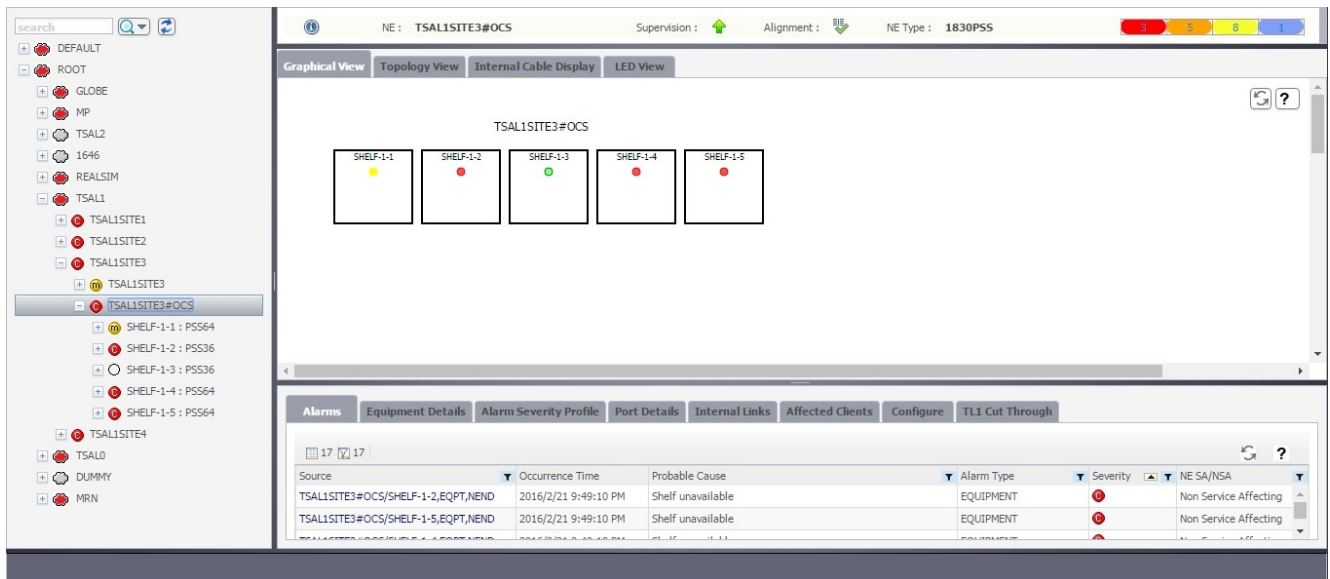 search
DEFAULT
ROOT
GLOBE
MP
TSAL2
1646
REALSIM
TSAL1
TSAL1SITE1
TSAL1SITE2
TSAL1SITE3
m TSAL1SITE3
C TSAL1SITE3#OCS
m SHELF-1-1 : PSS64
C SHELF-1-2 : PSS36
SHELF-1-3 : PSS36
C SHELF-1-4 : PSS64
C SHELF-1-5 : PSS64
C TSAL1SITE4
TSAL0
DUMMY
MRN
NE : TSAL1SITE3#OCS Supervision : Alignment : NE Type : 1830PSS 3 5 8 1
Graphical View Topology View Internal Cable Display LED View
?
TSAL1SITE3#OCS
SHELF-1-1 SHELF-1-2 SHELF-1-3 SHELF-1-4 SHELF-1-5
Alarms Equipment Details Alarm Severity Profile Port Details Internal Links Affected Clients Configure TL1 Cut Through
17 17 ?
Source Occurrence Time Probable Cause Alarm Type Severity NE SA/NSA
TSAL1SITE3#OCS/SHELF-1-2,EQPT,NEND 2016/2/21 9:49:10 PM Shelf unavailable EQUIPMENT C Non Service Affecting
TSAL1SITE3#OCS/SHELF-1-5,EQPT,NEND 2016/2/21 9:49:10 PM Shelf unavailable EQUIPMENT C Non Service Affecting